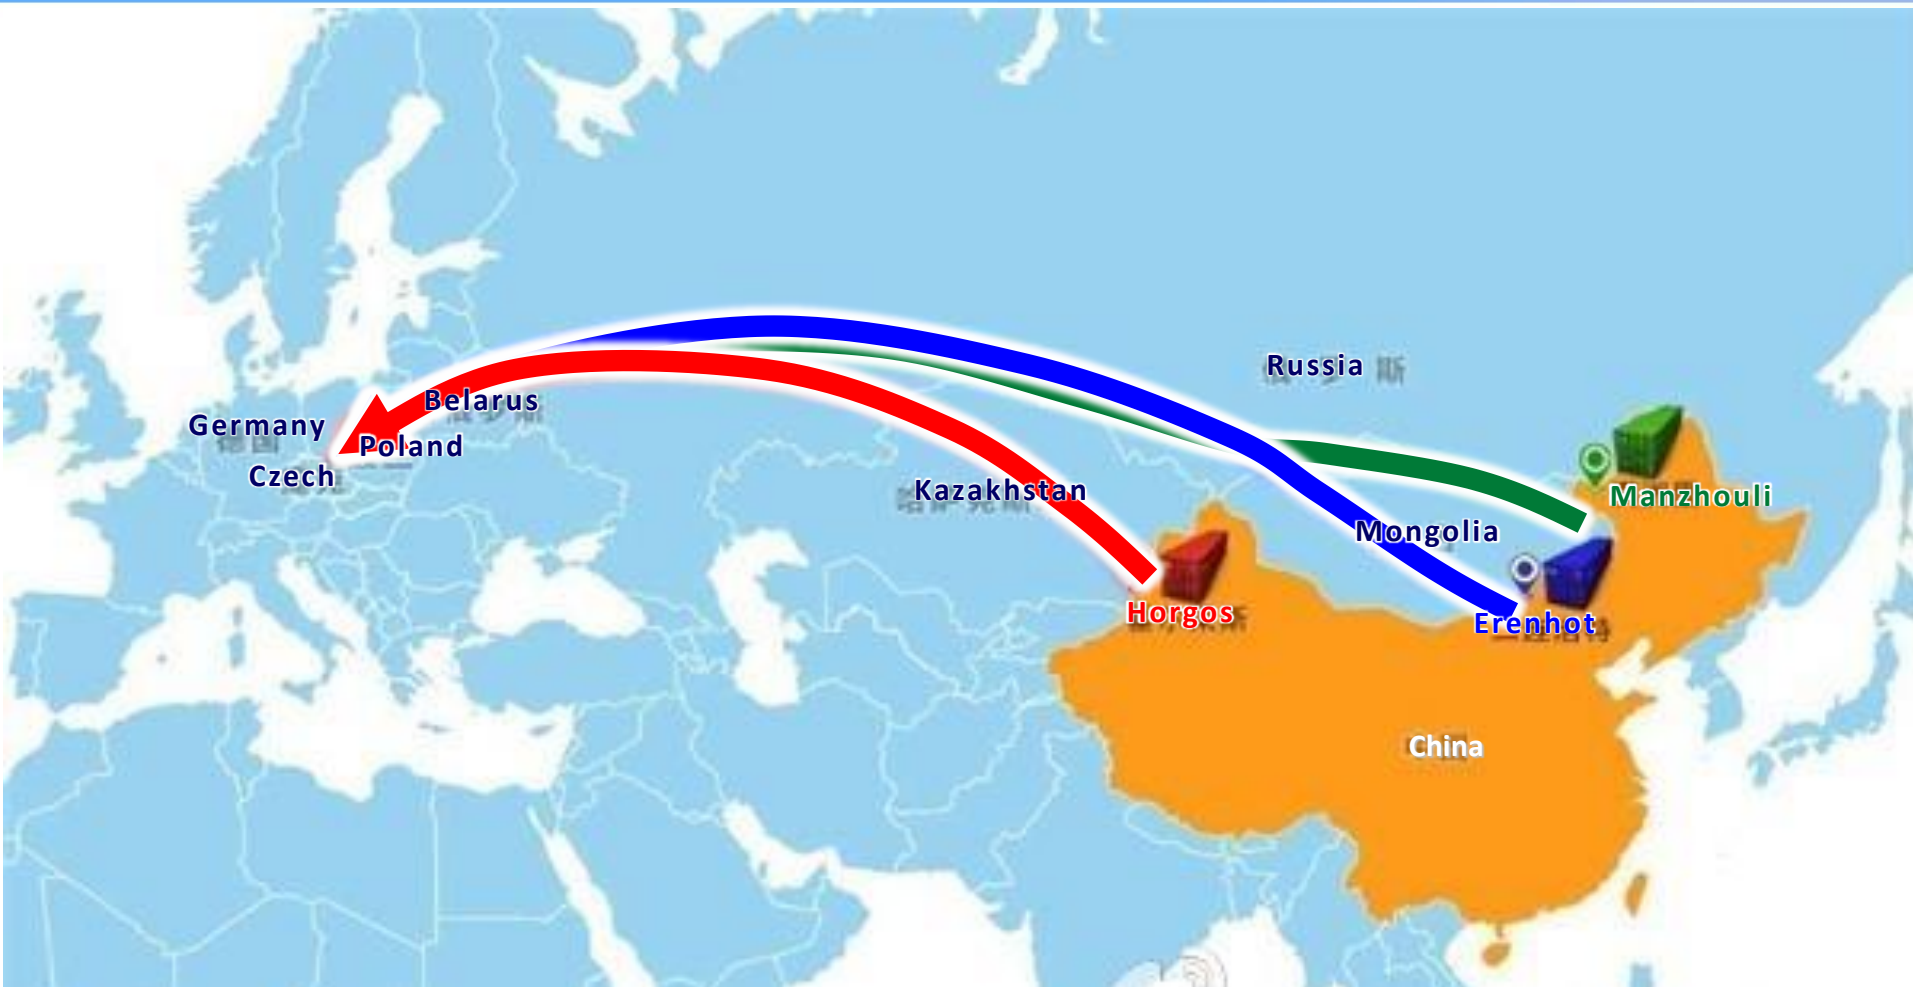 Russia
Belarus
Germany
Poland
Czech
Kazakhstan
Manzhouli
Mongolia
Horgos
Erenhot
China